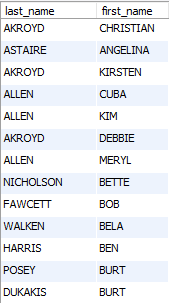 last_name first_name
AKROYD CHRISTIAN
ASTAIRE ANGELINA
AKROYD KIRSTEN
ALLEN CUBA
ALLEN KIM
AKROYD DEBBIE
ALLEN MERYL
NICHOLSON BETTE
FAWCETT BOB
WALKEN BELA
HARRIS BEN
POSEY BURT
DUKAKIS BURT